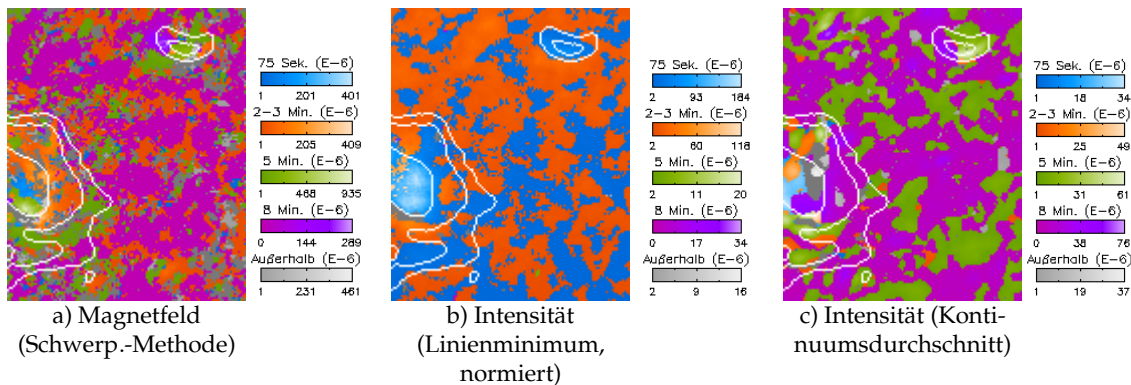 75 Sek. (E-6)
1 201 401
2-3 Min. (E-6)
1 205 409
5 Min. (E-6)
1 468 935
8 Min. (E-6)
0 144 289
Außerhalb (E-6)
1 231 461
a) Magnetfeld
(Schwerp.-Methode)
75 Sek. (E-6)
2 93 184
2-3 Min. (E-6)
2 60 118
5 Min. (E-6)
2 11 20
8 Min. (E-6)
0 17 34
Außerhalb (E-6)
2 9 16
b) Intensität
(Linienminimum,
normiert)
75 Sek. (E-6)
1 18 34
2-3 Min. (E-6)
1 25 49
5 Min. (E-6)
1 31 61
8 Min. (E-6)
0 38 76
Außerhalb (E-6)
1 19 37
c) Intensität (Konti-
nuumsdurchschnitt)